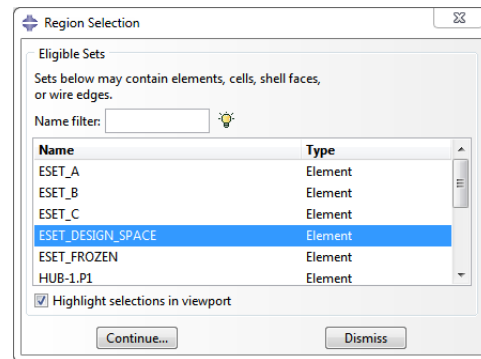 Region Selection
Eligible Sets
Sets below may contain elements, cells, shell faces,
or wire edges.
Name filter:
Name Type
ESET_A Element
ESET_B Element
ESET_C Element
ESET_DESIGN_SPACE Element
ESET_FROZEN Element
HUB-1.P1 Element
Highlight selections in viewport
Continue... Dismiss